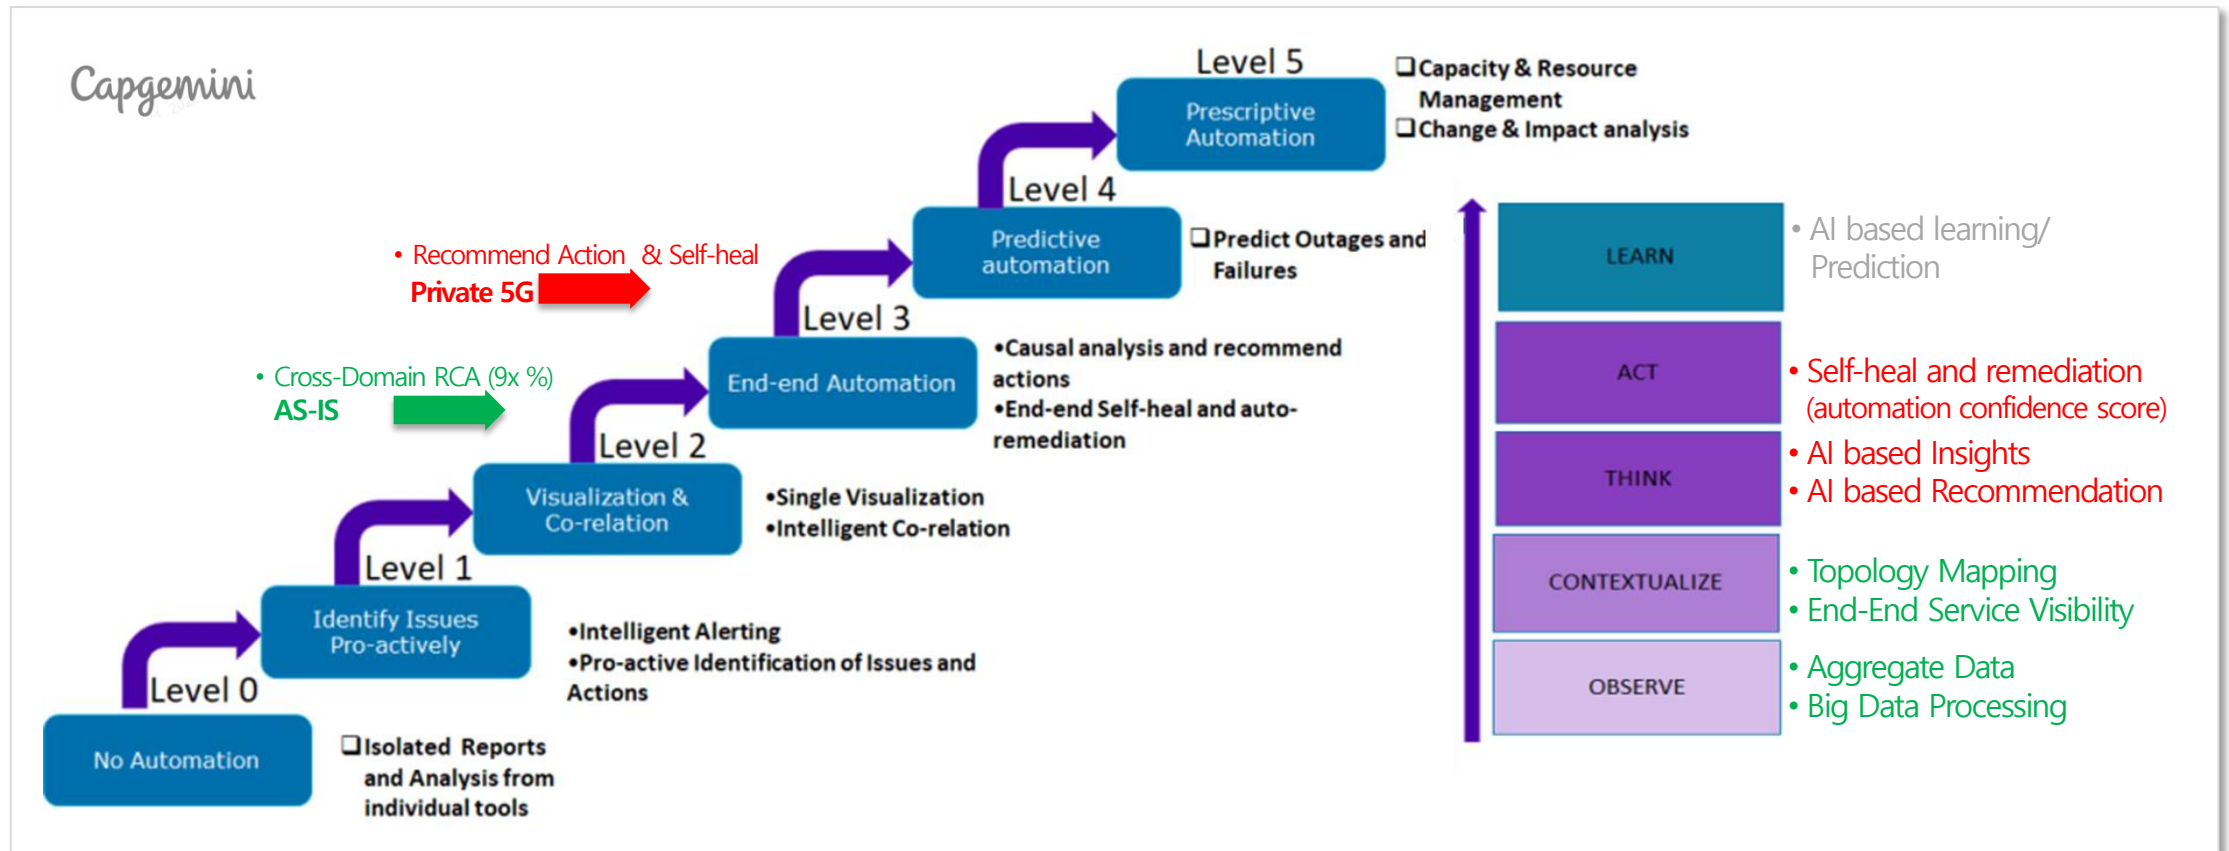 Capgemini
Level 5
Prescriptive
Automation
❑Capacity & Resource
Management
❑Change & Impact analysis
Level 4
Predictive
automation
❑Predict Outages and
Failures
• Recommend Action & Self-heal
Private 5G
Level 3
End-end Automation
•Causal analysis and recommend
actions
•End-end Self-heal and auto-
remediation
• Cross-Domain RCA (9x %)
AS-IS
Level 2
Visualization &
Co-relation
•Single Visualization
•Intelligent Co-relation
Level 1
Identify Issues
Pro-actively
•Intelligent Alerting
•Pro-active Identification of Issues and
Actions
Level 0
No Automation
❑Isolated Reports
and Analysis from
individual tools
LEARN
• AI based learning/
Prediction
ACT
• Self-heal and remediation
(automation confidence score)
THINK
• AI based Insights
• AI based Recommendation
CONTEXTUALIZE
• Topology Mapping
• End-End Service Visibility
OBSERVE
• Aggregate Data
• Big Data Processing